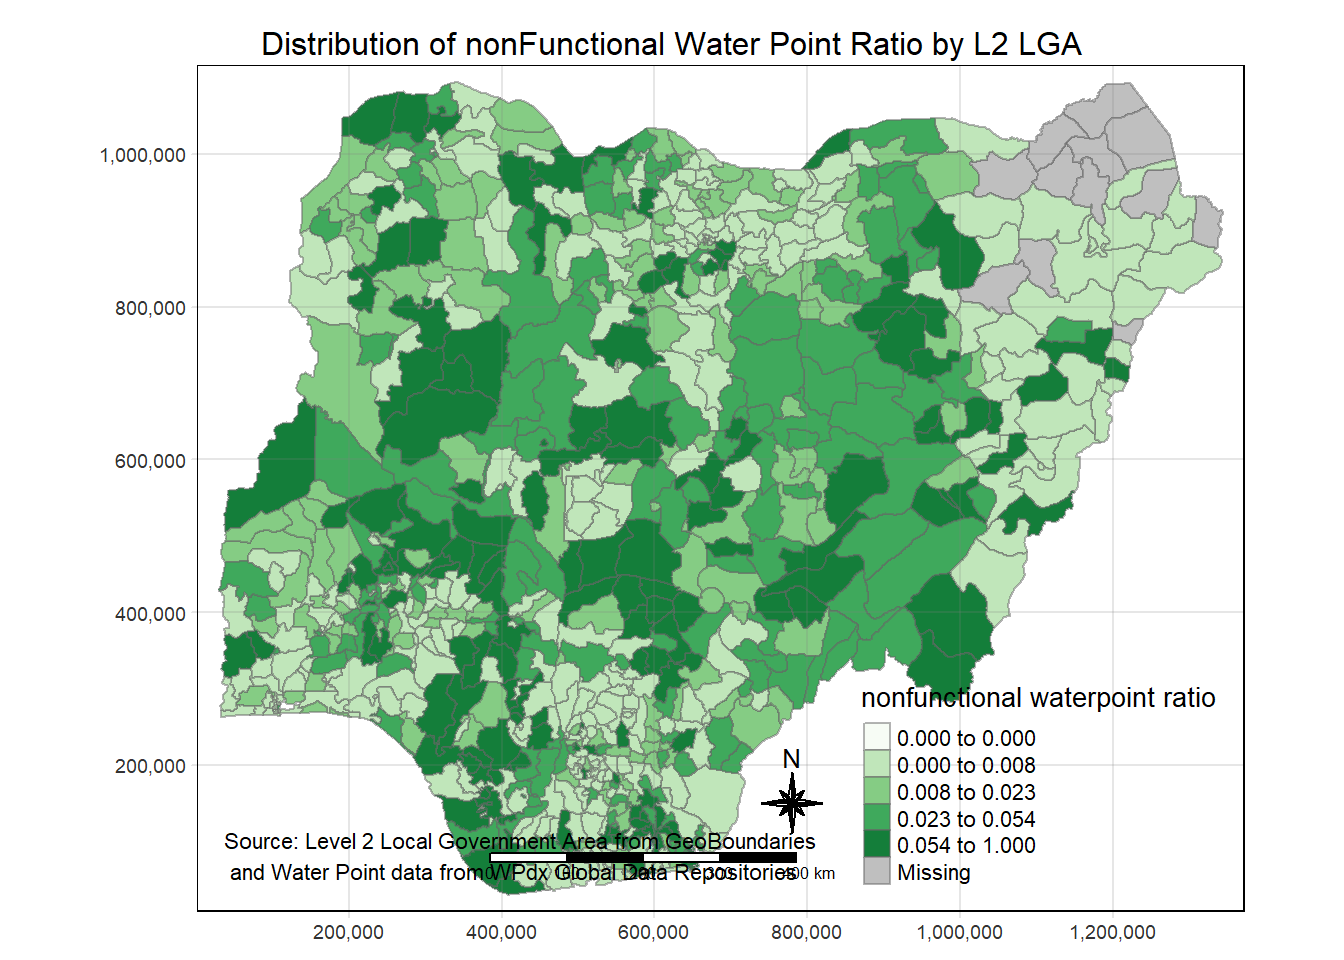 Distribution of nonFunctional Water Point Ratio by L2 LGA
1,000,000
800,000
600,000
400,000
200,000
nonfunctional waterpoint ratio
0.000 to 0.000
0.000 to 0.008
0.008 to 0.023
0.023 to 0.054
0.054 to 1.000
Missing
N
Source: Level 2 Local Government Area from GeoBoundaries
and Water Point data from WPdx Global Data Repositories
0 100 200 300 400 km
200,000 400,000 600,000 800,000 1,000,000 1,200,000